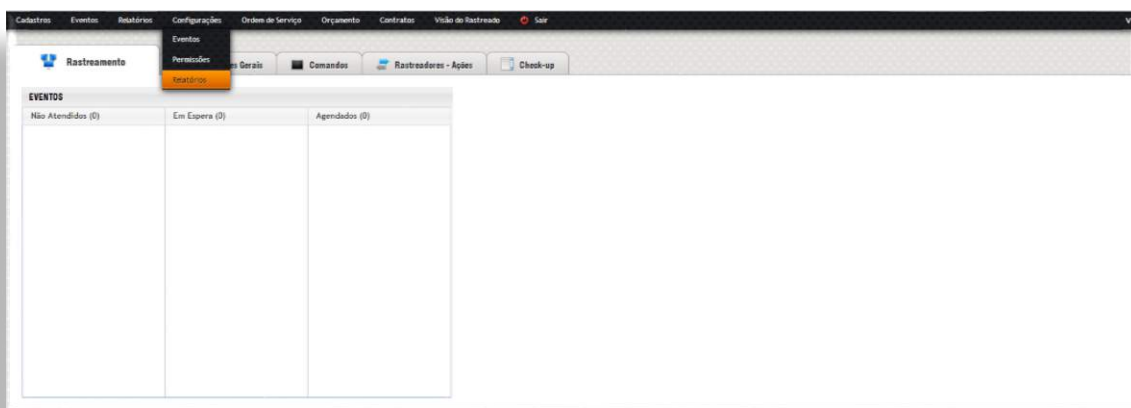 Cadastros Eventos Relatórios Configurações Ordem de Serviço Orçamento Contratos Visão do Rastreado Sair
Eventos
Permissões
Relatórios
Rastreamento es Gerais Comandos Rastreadores - Ações Check-up
EVENTOS
Não Atendidos (0) Em Espera (0) Agendados (0)